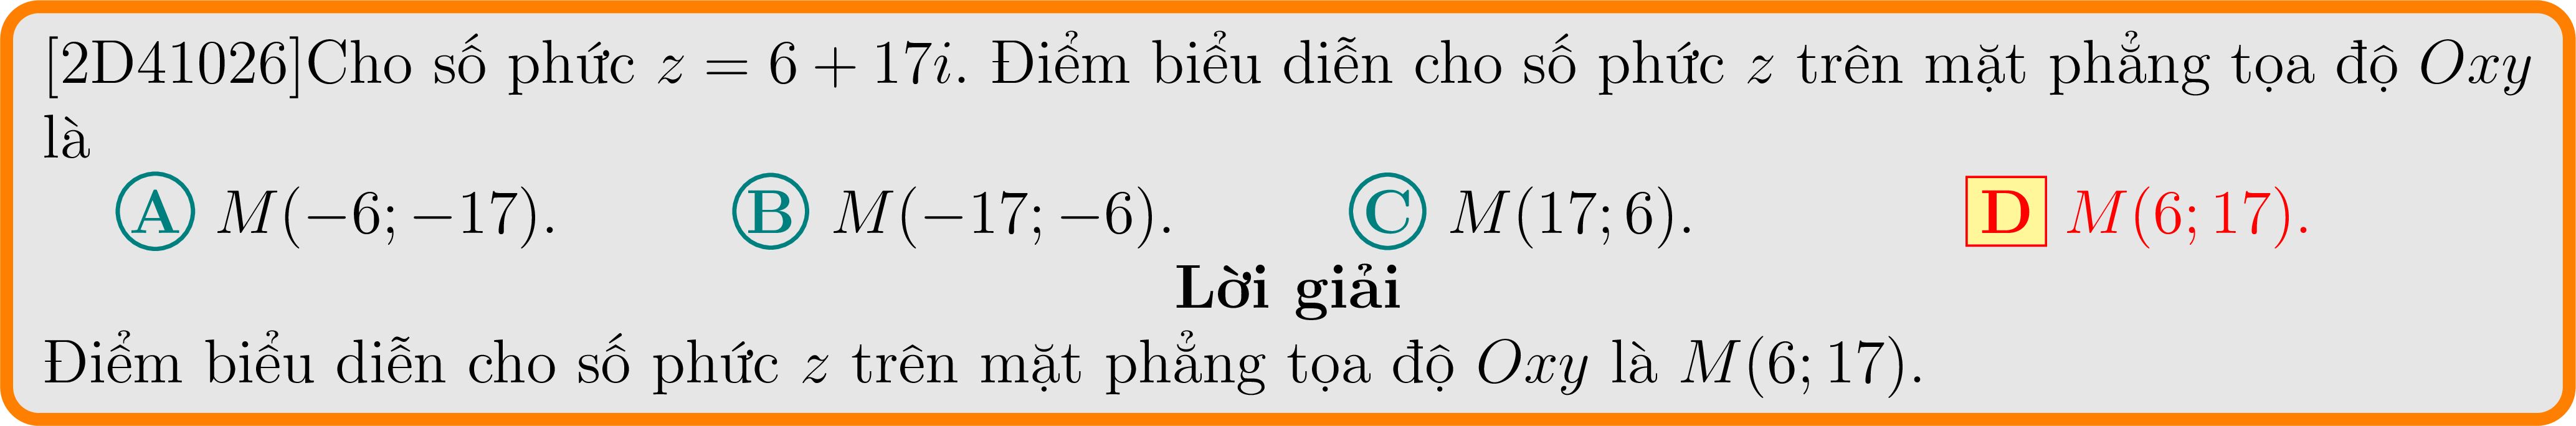 [2D41026]Cho số phức z = 6 + 17i. Điểm biểu diễn cho số phức z trên mặt phẳng tọa độ Oxy
là
A M(−6; −17). B M(−17; −6). C M(17; 6). D M(6; 17).
Lời giải
Điểm biểu diễn cho số phức z trên mặt phẳng tọa độ Oxy là M(6; 17).